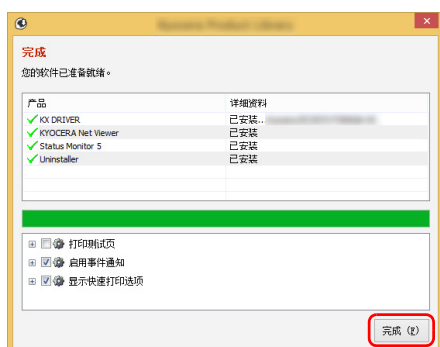 完成
您的软件已准备就绪。
产品 详细资料
KX DRIVER 已安装..
KYOCERA Net Viewer 已安装
Status Monitor 5 已安装
Uninstaller 已安装
打印测试页
启用事件通知
显示快速打印选项
完成 (F)